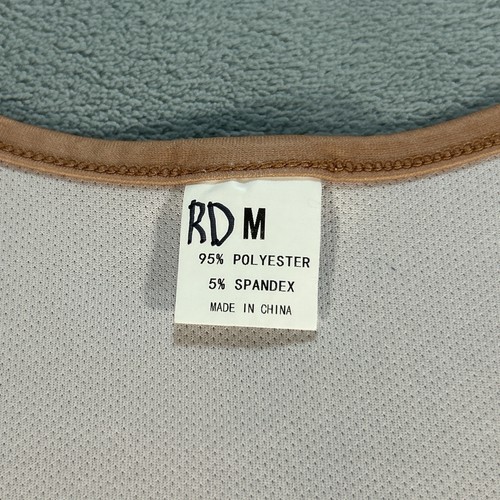 RD M
95% POLYESTER
5% SPANDEX
MADE IN CHINA